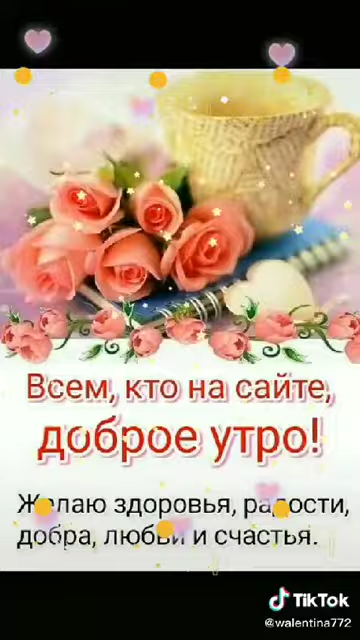 Всем, кто на сайте,
доброе утро!
Желаю здоровья, радости,
добра, любви и счастья.
TikTok
@walentina772